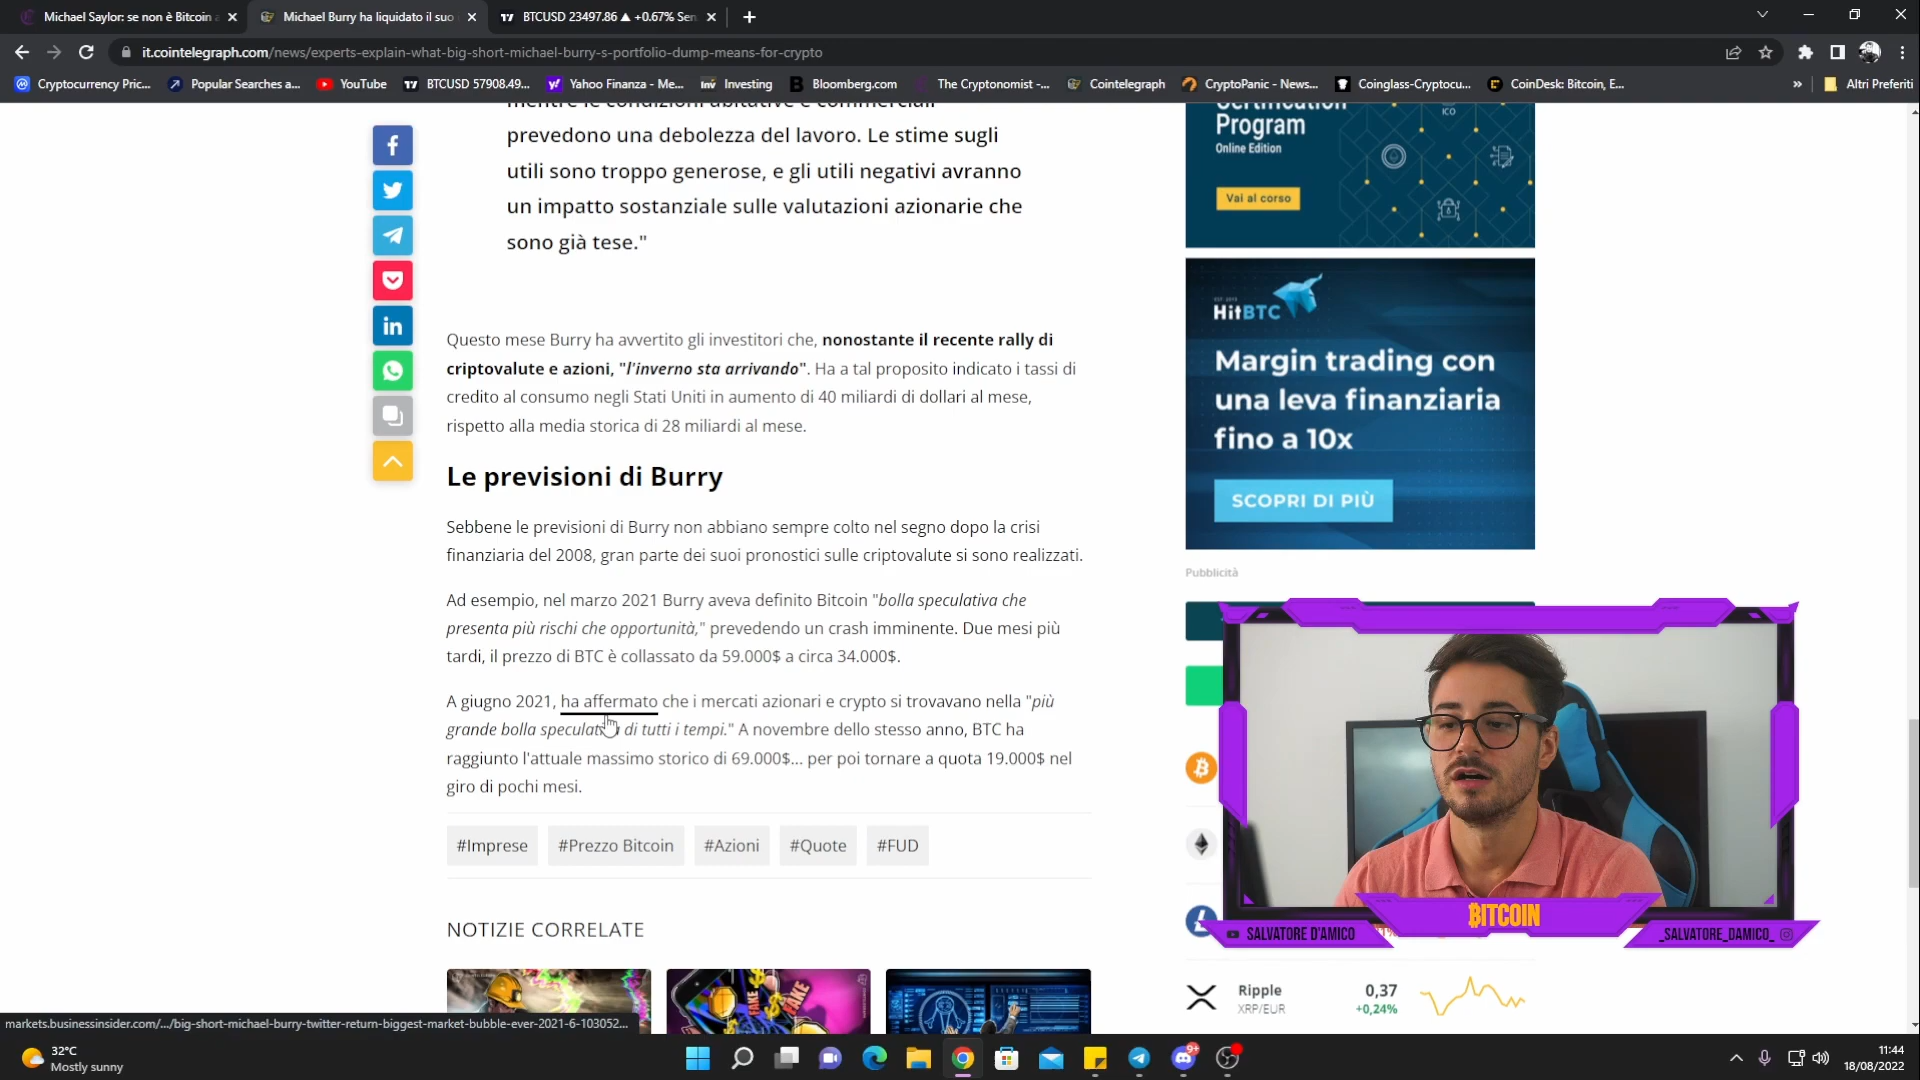 Michael Saylor: se non è Bitcoin
Michael Burry ha liquidato il suo
BTCUSD 23497.86 ▲ +0.67% Sen
it.cointelegraph.com/news/experts-explain-what-big-short-michael-burry-s-portfolio-dump-means-for-crypto
Cryptocurrency Pric...
Popular Searches a...
YouTube
BTCUSD 57908.49...
Yahoo Finanza - Me...
Investing
Bloomberg.com
The Cryptonomist -...
Cointelegraph
CryptoPanic - News...
Coinglass-Cryptocu...
CoinDesk: Bitcoin, E...
»
Altri Preferiti
mentre le condizioni abitative e commerciali
prevedono una debolezza del lavoro. Le stime sugli
utili sono troppo generose, e gli utili negativi avranno
un impatto sostanziale sulle valutazioni azionarie che
sono già tese."
Questo mese Burry ha avvertito gli investitori che, nonostante il recente rally di
criptovalute e azioni, "l'inverno sta arrivando". Ha a tal proposito indicato i tassi di
credito al consumo negli Stati Uniti in aumento di 40 miliardi di dollari al mese,
rispetto alla media storica di 28 miliardi al mese.
Le previsioni di Burry
Sebbene le previsioni di Burry non abbiano sempre colto nel segno dopo la crisi
finanziaria del 2008, gran parte dei suoi pronostici sulle criptovalute si sono realizzati.
Ad esempio, nel marzo 2021 Burry aveva definito Bitcoin "bolla speculativa che
presenta più rischi che opportunità," prevedendo un crash imminente. Due mesi più
tardi, il prezzo di BTC è collassato da 59.000$ a circa 34.000$.
A giugno 2021, ha affermato che i mercati azionari e crypto si trovavano nella "più
grande bolla speculativa di tutti i tempi." A novembre dello stesso anno, BTC ha
raggiunto l'attuale massimo storico di 69.000$... per poi tornare a quota 19.000$ nel
giro di pochi mesi.
#Imprese
#Prezzo Bitcoin
#Azioni
#Quote
#FUD
NOTIZIE CORRELATE
FAKE
FAKE
Certification
Program
Online Edition
Vai al corso
ICO
HitBTC
Margin trading con
una leva finanziaria
fino a 10x
SCOPRI DI PIÙ
Pubblicità
BITCOIN
SALVATORE D'AMICO
_SALVATORE_DAMICO_
Ripple
XRP/EUR
0,37
+0,24%
markets.businessinsider.com/.../big-short-michael-burry-twitter-return-biggest-market-bubble-ever-2021-6-103052...
32°C
Mostly sunny
9+
11:44
18/08/2022